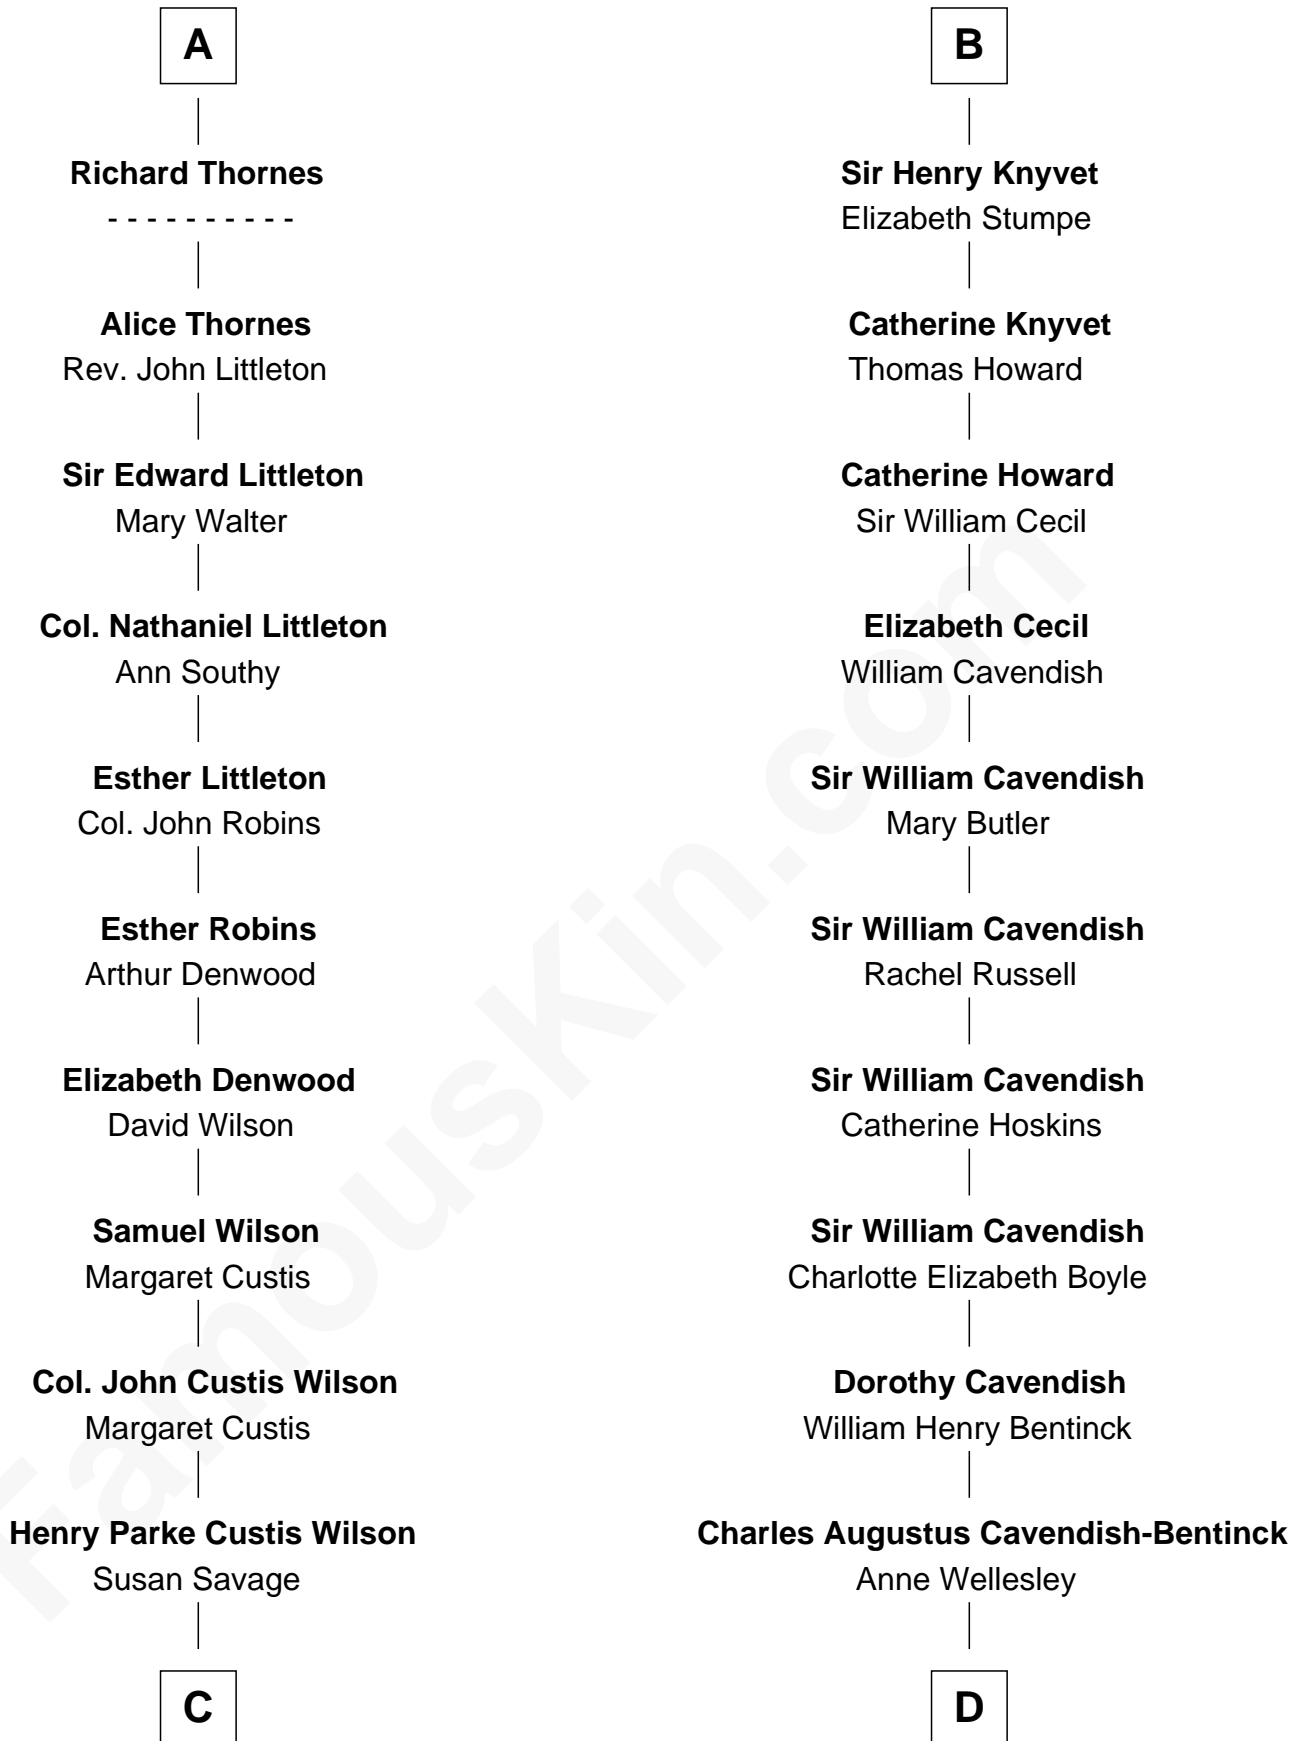 A
Richard Thornes
- - - - - - - - - -
Alice Thornes
Rev. John Littleton
Sir Edward Littleton
Mary Walter
Col. Nathaniel Littleton
Ann Southy
Esther Littleton
Col. John Robins
Esther Robins
Arthur Denwood
Elizabeth Denwood
David Wilson
Samuel Wilson
Margaret Custis
Col. John Custis Wilson
Margaret Custis
Henry Parke Custis Wilson
Susan Savage
C
B
Sir Henry Knyvet
Elizabeth Stumpe
Catherine Knyvet
Thomas Howard
Catherine Howard
Sir William Cecil
Elizabeth Cecil
William Cavendish
Sir William Cavendish
Mary Butler
Sir William Cavendish
Rachel Russell
Sir William Cavendish
Catherine Hoskins
Sir William Cavendish
Charlotte Elizabeth Boyle
Dorothy Cavendish
William Henry Bentinck
Charles Augustus Cavendish-Bentinck
Anne Wellesley
D
FamousKin.com